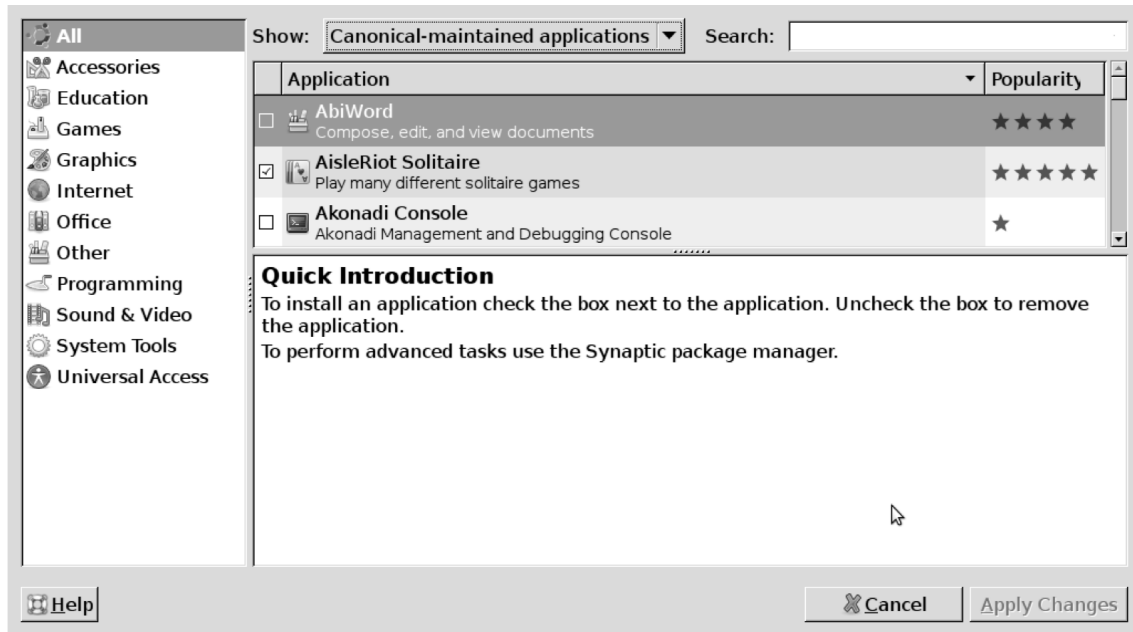 All
Accessories
Education
Games
Graphics
Internet
Office
Other
Programming
Sound & Video
System Tools
Universal Access
Show: Canonical-maintained applications Search:
Application Popularity
AbiWord
Compose, edit, and view documents
AisleRiot Solitaire
Play many different solitaire games
Akonadi Console
Akonadi Management and Debugging Console
Quick Introduction
To install an application check the box next to the application. Uncheck the box to remove
the application.
To perform advanced tasks use the Synaptic package manager.
Help Cancel Apply Changes